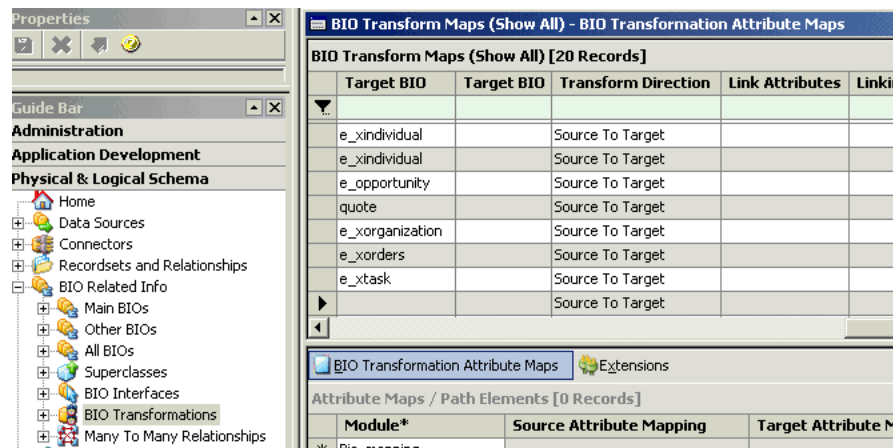 Properties
Guide Bar
Administration
Application Development
Physical & Logical Schema
Home
Data Sources
Connectors
Recordsets and Relationships
BIO Related Info
Main BIOs
Other BIOs
All BIOs
Superclasses
BIO Interfaces
BIO Transformations
Many To Many Relationships
BIO Transform Maps (Show All) - BIO Transformation Attribute Maps
BIO Transform Maps (Show All) [20 Records]
Target BIO Target BIO Transform Direction Link Attributes Linki
e_xindividual Source To Target
e_xindividual Source To Target
e_opportunity Source To Target
quote Source To Target
e_xorganization Source To Target
e_xorders Source To Target
e_xtask Source To Target
Source To Target
BIO Transformation Attribute Maps Extensions
Attribute Maps / Path Elements [0 Records]
Module* Source Attribute Mapping Target Attribute M